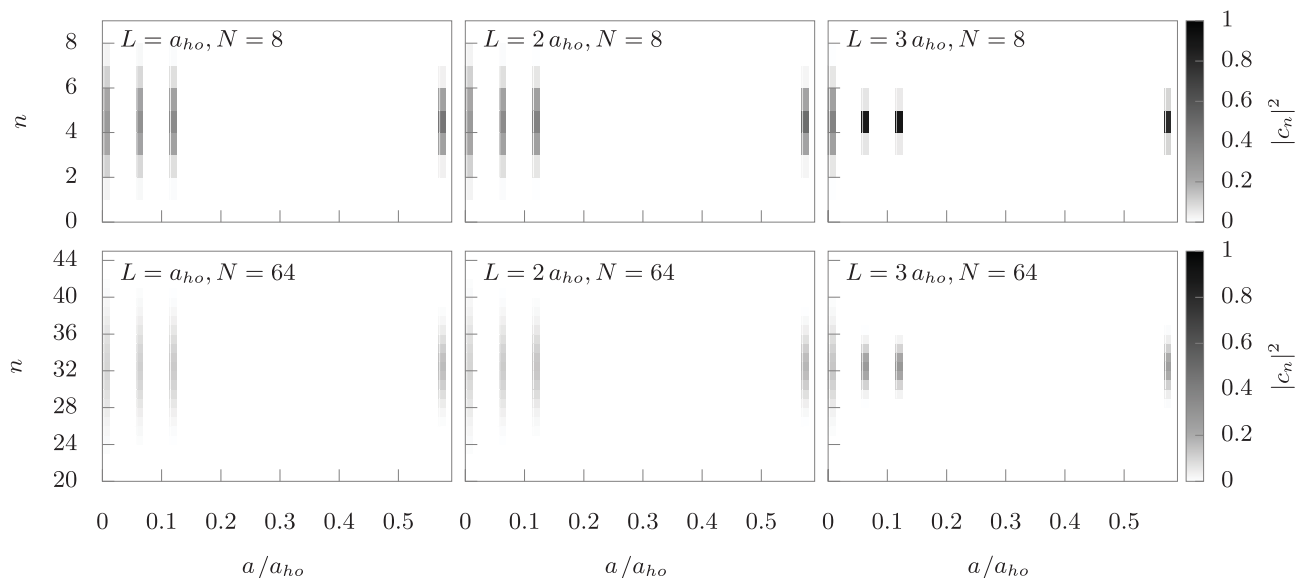 L = a_{ho}, N = 8
L = 2 a_{ho}, N = 8
L = 3 a_{ho}, N = 8
n
8
6
4
2
0
1
0.8
0.6
0.4
0.2
0
|c_n|^2
L = a_{ho}, N = 64
L = 2 a_{ho}, N = 64
L = 3 a_{ho}, N = 64
n
44
40
36
32
28
24
20
1
0.8
0.6
0.4
0.2
0
|c_n|^2
0 0.1 0.2 0.3 0.4 0.5
0 0.1 0.2 0.3 0.4 0.5
0 0.1 0.2 0.3 0.4 0.5
a/a_{ho}
a/a_{ho}
a/a_{ho}